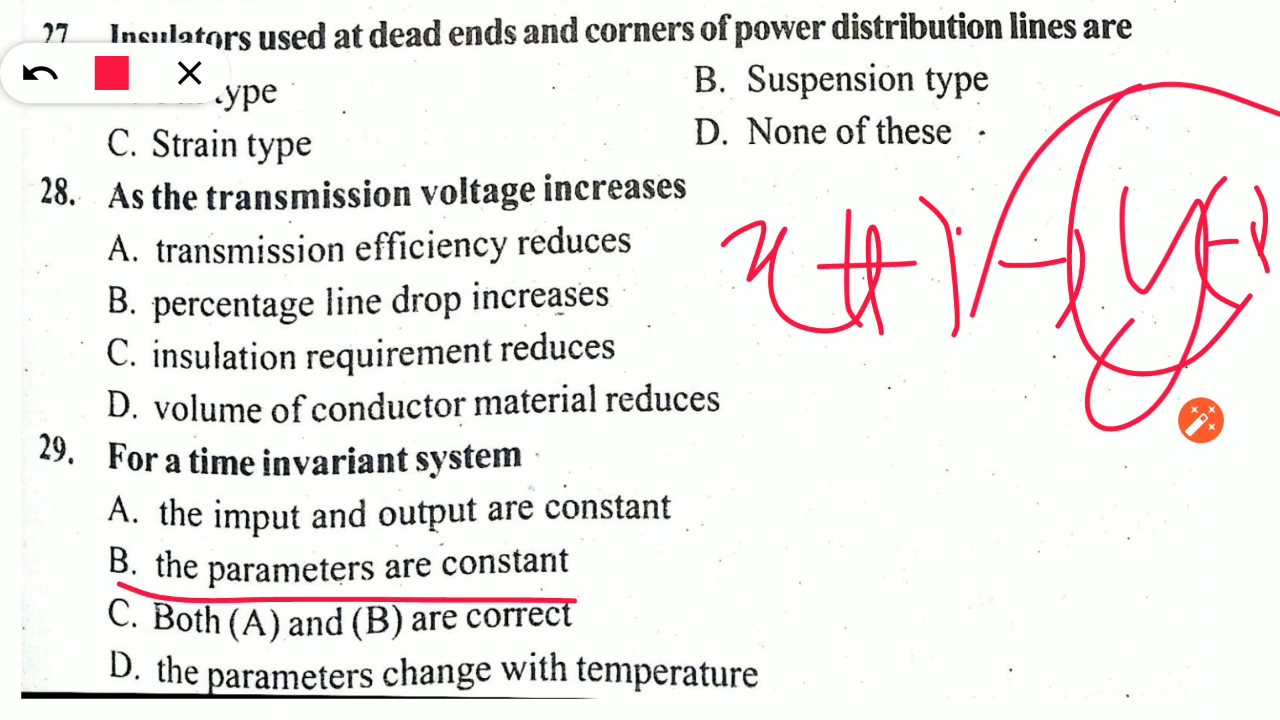 27 Insulators used at dead ends and corners of power distribution lines are
type
B. Suspension type
C. Strain type
D. None of these
28. As the transmission voltage increases
A. transmission efficiency reduces
B. percentage line drop increases
C. insulation requirement reduces
D. volume of conductor material reduces
29. For a time invariant system
A. the imput and output are constant
B. the parameters are constant
C. Both (A) and (B) are correct
D. the parameters change with temperature